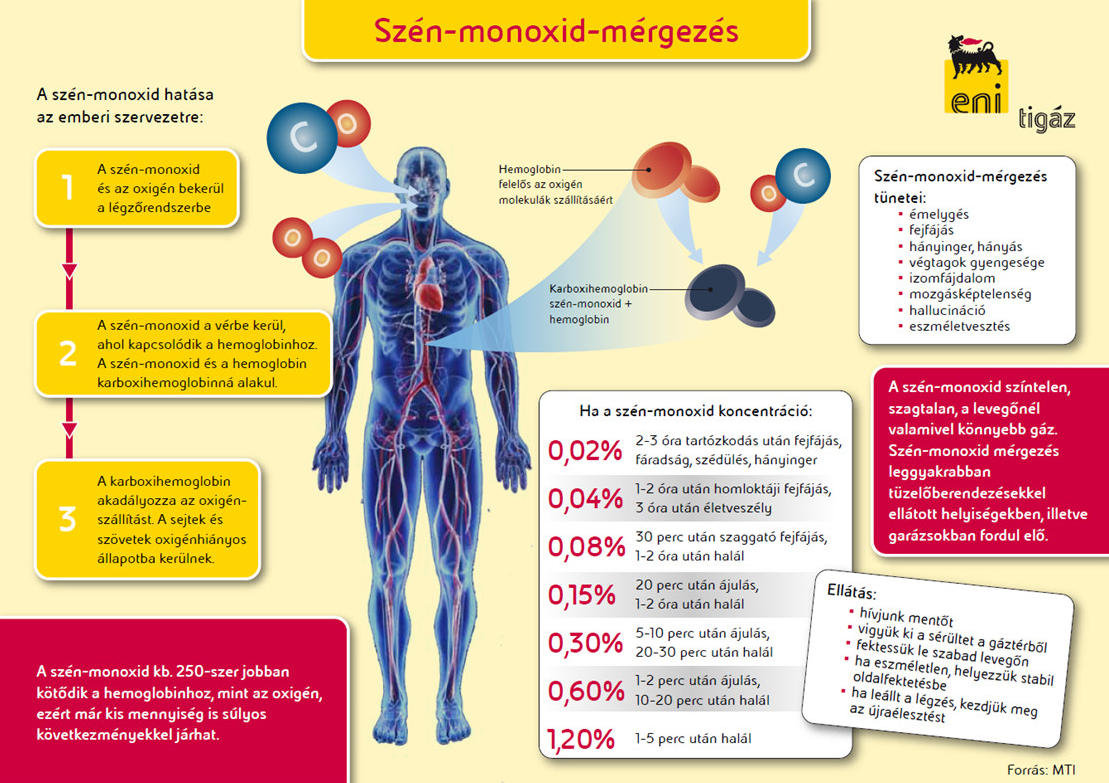 Szén-monoxid-mérgezés
eni
tigáz
A szén-monoxid hatása
az emberi szervezetre:
1
A szén-monoxid
és az oxigén bekerül
a légzőrendszerbe
2
A szén-monoxid a vérbe kerül,
ahol kapcsolódik a hemoglobinhoz.
A szén-monoxid és a hemoglobin
karboxihemoglobinná alakul.
3
A karboxihemoglobin
akadályozza az oxigén-
szállítást. A sejtek és
szövetek oxigénhiányos
állapotba kerülnek.
A szén-monoxid kb. 250-szer jobban
kötődik a hemoglobinhoz, mint az oxigén,
ezért már kis mennyiség is súlyos
következményekkel járhat.
C O
O O
Hemoglobin
felelős az oxigén
molekulák szállításáért
O C
Karboxihemoglobin
szén-monoxid +
hemoglobin
Ha a szén-monoxid koncentráció:
0,02% 2-3 óra tartózkodás után fejfájás,
fáradság, szédülés, hányinger
0,04% 1-2 óra után homloktáji fejfájás,
3 óra után életveszély
0,08% 30 perc után szaggató fejfájás,
1-2 óra után halál
0,15% 20 perc után ájulás,
1-2 óra után halál
0,30% 5-10 perc után ájulás,
20-30 perc után halál
0,60% 1-2 perc után ájulás,
10-20 perc után halál
1,20% 1-5 perc után halál
Szén-monoxid-mérgezés
tünetei:
▪ émelygés
▪ fejfájás
▪ hányinger, hányás
▪ végtagok gyengesége
▪ izomfájdalom
▪ mozgásképtelenség
▪ hallucináció
▪ eszméletvesztés
A szén-monoxid színtelen,
szagtalan, a levegőnél
valamivel könnyebb gáz.
Szén-monoxid mérgezés
leggyakrabban
tüzelőberendezésekkel
ellátott helyiségekben, illetve
garázsokban fordul elő.
Ellátás:
▪ hívjunk mentőt
▪ vigyük ki a sérültet a gáztérből
▪ fektessük le szabad levegőn
▪ ha eszméletlen, helyezzük stabil
oldalfektetésbe
▪ ha leállt a légzés, kezdjük meg
az újraélesztést
Forrás: MTI